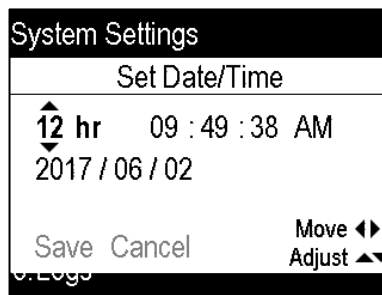 System Settings
Set Date/Time
12 hr 09 : 49 : 38 AM
2017 / 06 / 02
Move
Save Cancel
Adjust